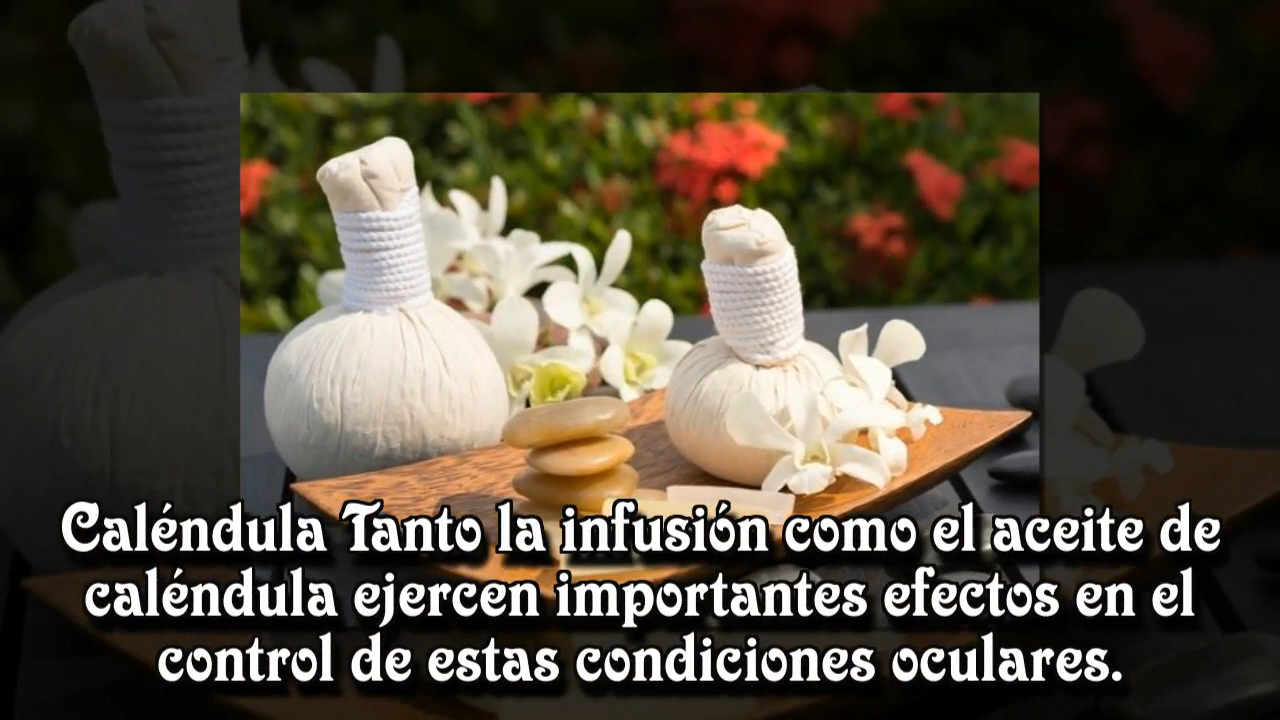 Caléndula Tanto la infusión como el aceite de
caléndula ejercen importantes efectos en el
control de estas condiciones oculares.